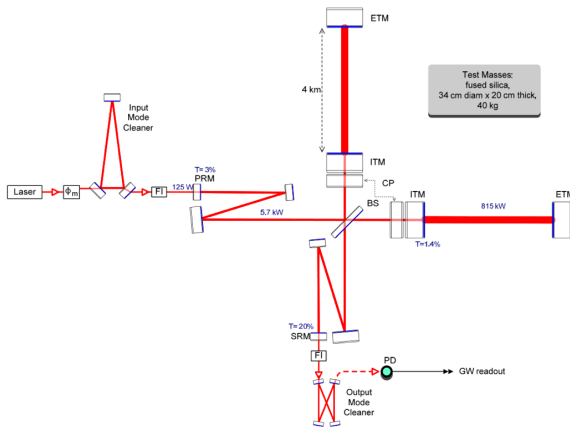 ETM
4 km
Test Masses:
fused silica,
34 cm diam x 20 cm thick,
40 kg
Input
Mode
Cleaner
ITM
T= 3%
PRM
CP
ITM
ETM
Laser
ϕm
FI
125 W
BS
5.7 kW
815 kW
T=1.4%
T= 20%
SRM
FI
PD
GW readout
Output
Mode
Cleaner